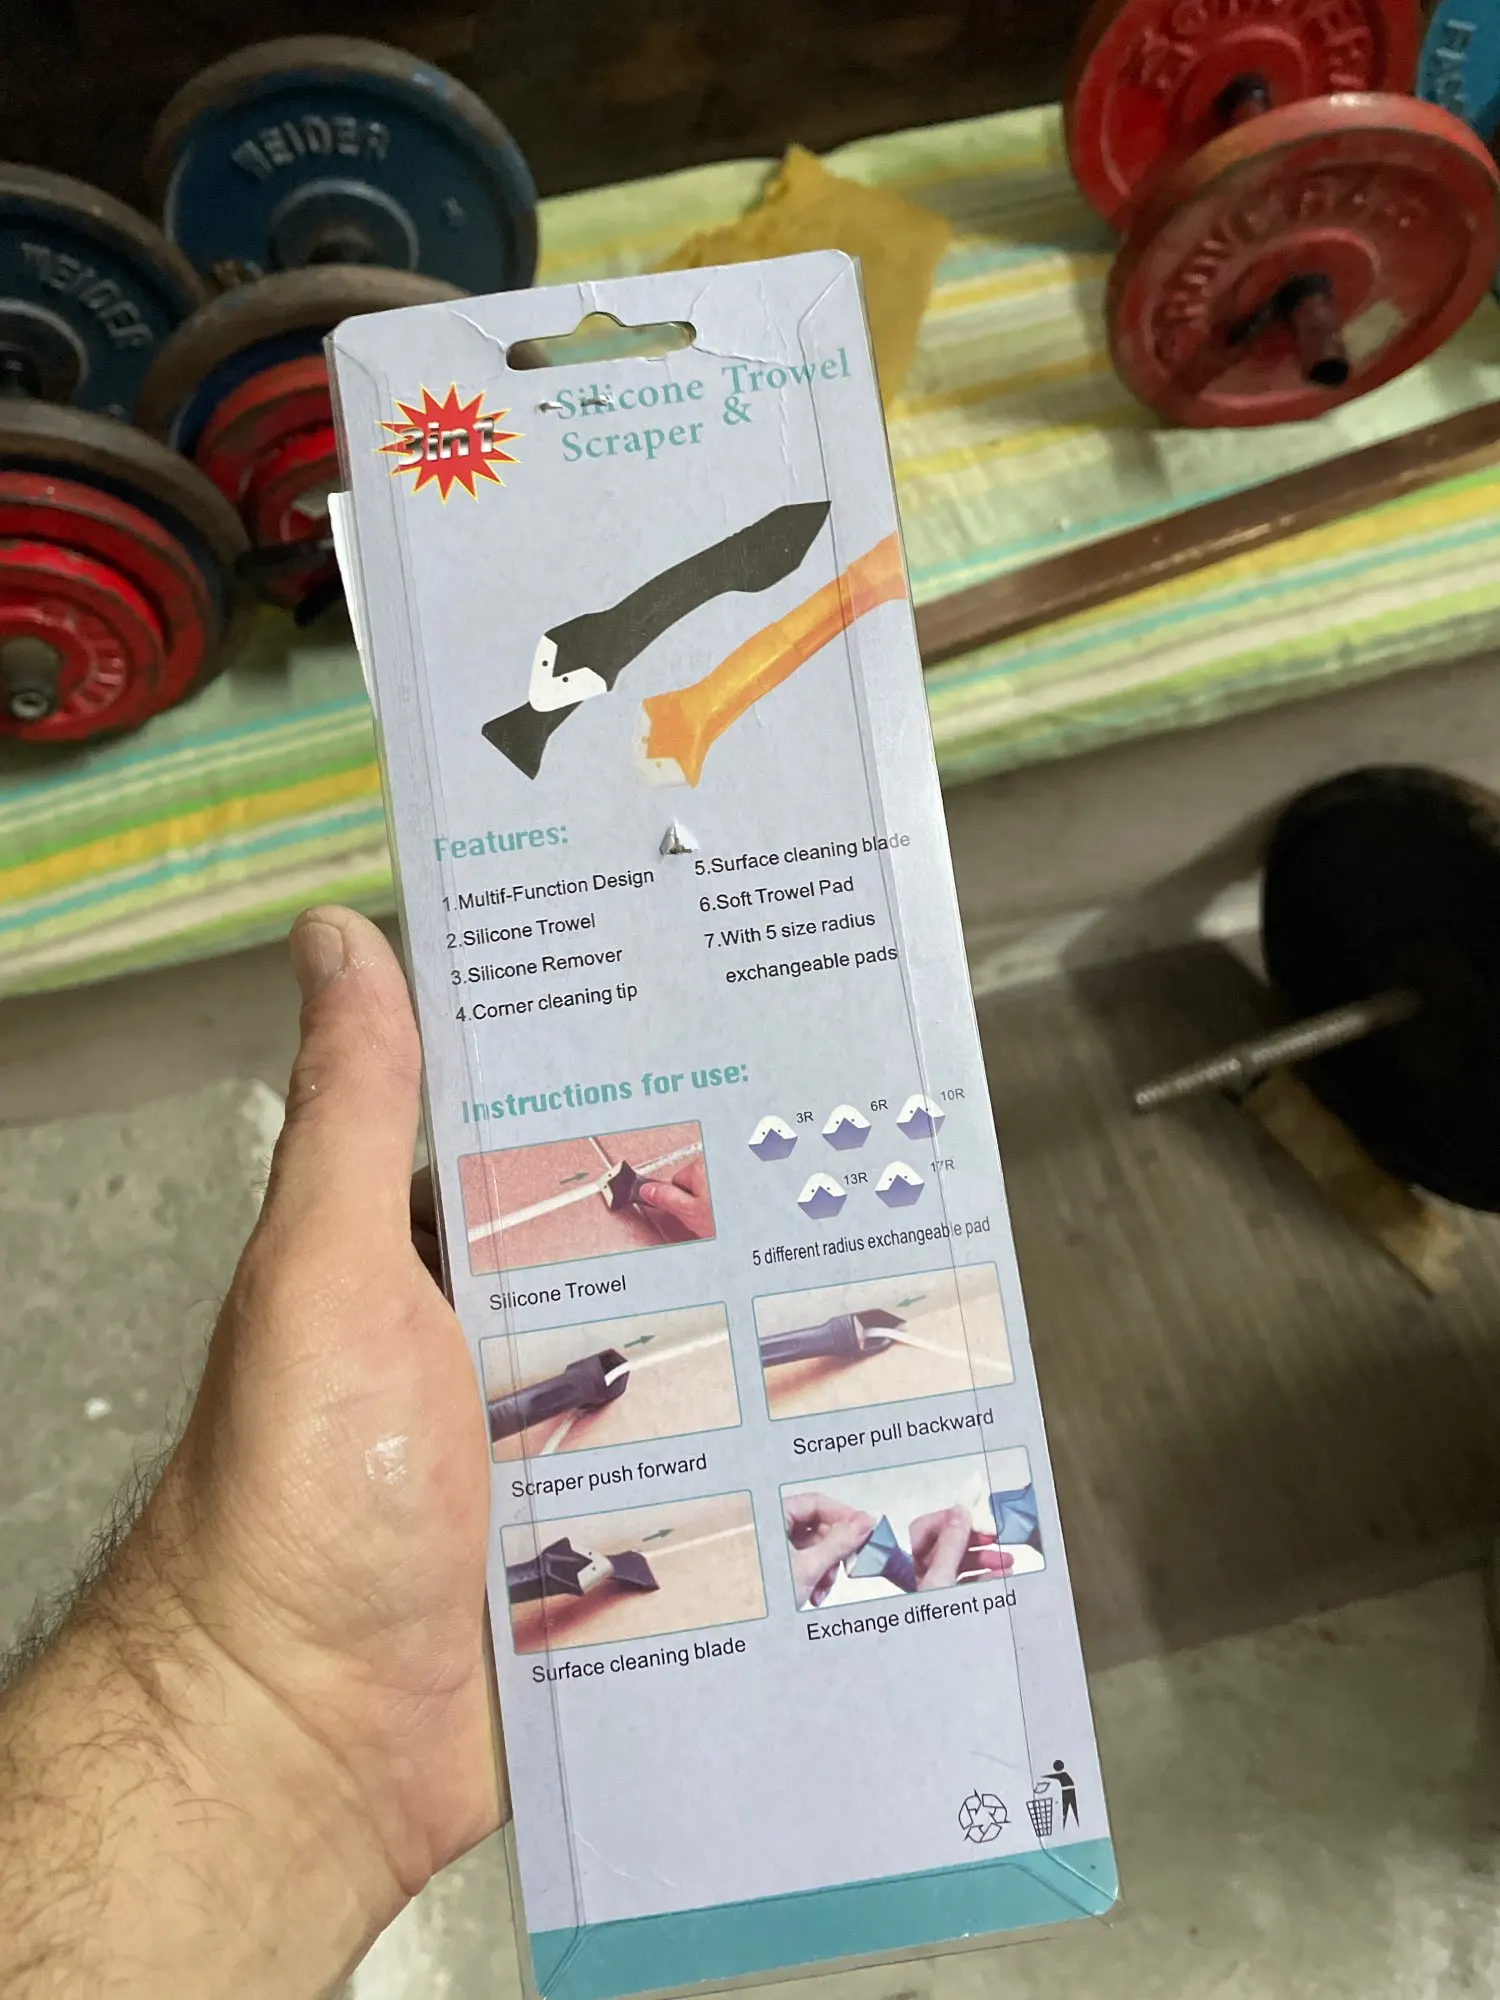 WEIDER
WEIDER
3in1
Silicone Trowel
&
Scraper
Features:
1.Multif-Function Design
2.Silicone Trowel
3.Silicone Remover
4.Corner cleaning tip
5.Surface cleaning blade
6.Soft Trowel Pad
7.With 5 size radius
exchangeable pads
Instructions for use:
3R
6R
10R
13R
17R
5 different radius exchangeable pad
Silicone Trowel
Scraper push forward
Scraper pull backward
Surface cleaning blade
Exchange different pad